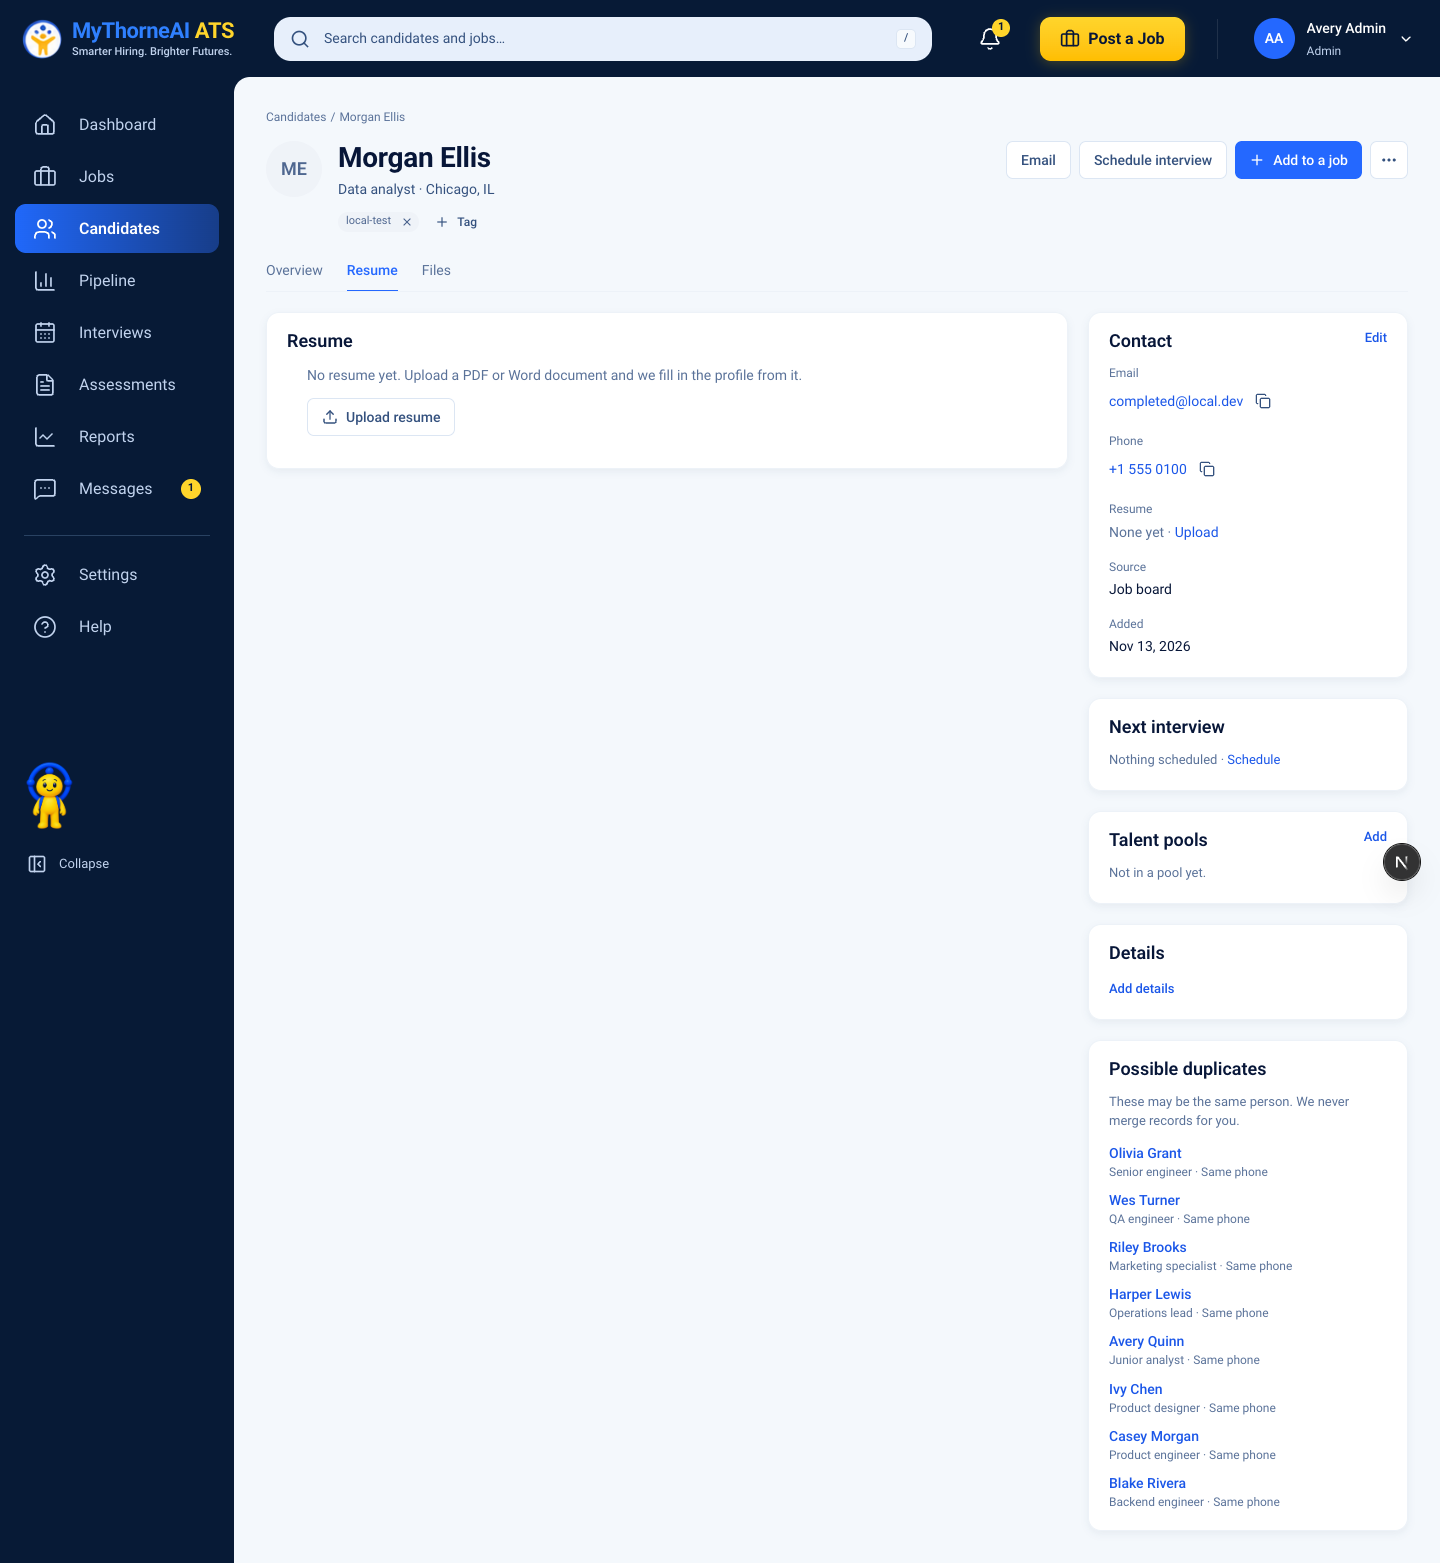 MyThorneAI ATS
Smarter Hiring. Brighter Futures.
Search candidates and jobs…
/
1
Post a Job
AA
Avery Admin
Admin
Dashboard
Jobs
Candidates
Pipeline
Interviews
Assessments
Reports
Messages
1
Settings
Help
Collapse
Candidates / Morgan Ellis
ME
Morgan Ellis
Data analyst · Chicago, IL
local-test
Tag
Email
Schedule interview
Add to a job
Overview
Resume
Files
Resume
No resume yet. Upload a PDF or Word document and we fill in the profile from it.
Upload resume
Contact
Edit
Email
completed@local.dev
Phone
+1 555 0100
Resume
None yet · Upload
Source
Job board
Added
Nov 13, 2026
Next interview
Nothing scheduled · Schedule
Talent pools
Add
Not in a pool yet.
N
Details
Add details
Possible duplicates
These may be the same person. We never
merge records for you.
Olivia Grant
Senior engineer · Same phone
Wes Turner
QA engineer · Same phone
Riley Brooks
Marketing specialist · Same phone
Harper Lewis
Operations lead · Same phone
Avery Quinn
Junior analyst · Same phone
Ivy Chen
Product designer · Same phone
Casey Morgan
Product engineer · Same phone
Blake Rivera
Backend engineer · Same phone